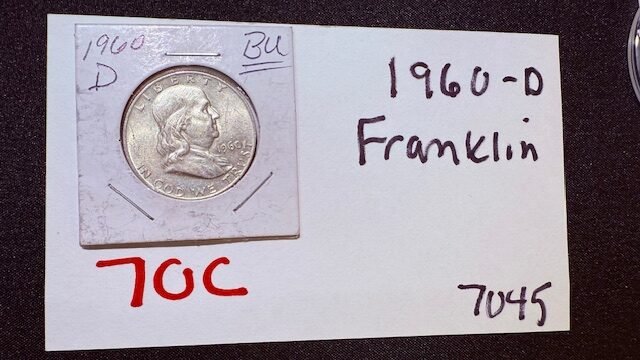 1960
D
BU
LIBERTY
1960
IN GOD WE TRUST
1960-D
Franklin
70C
7045